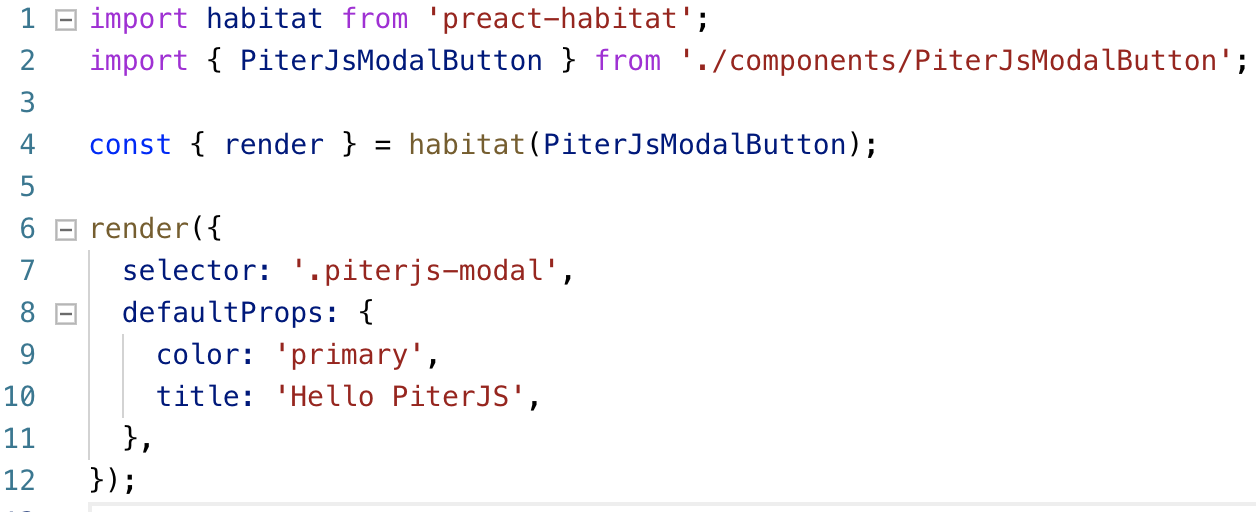 1 import habitat from 'preact-habitat';
2 import { PiterJsModalButton } from './components/PiterJsModalButton';
3
4 const { render } = habitat(PiterJsModalButton);
5
6 render({
7   selector: '.piterjs-modal',
8   defaultProps: {
9     color: 'primary',
10     title: 'Hello PiterJS',
11   },
12 });